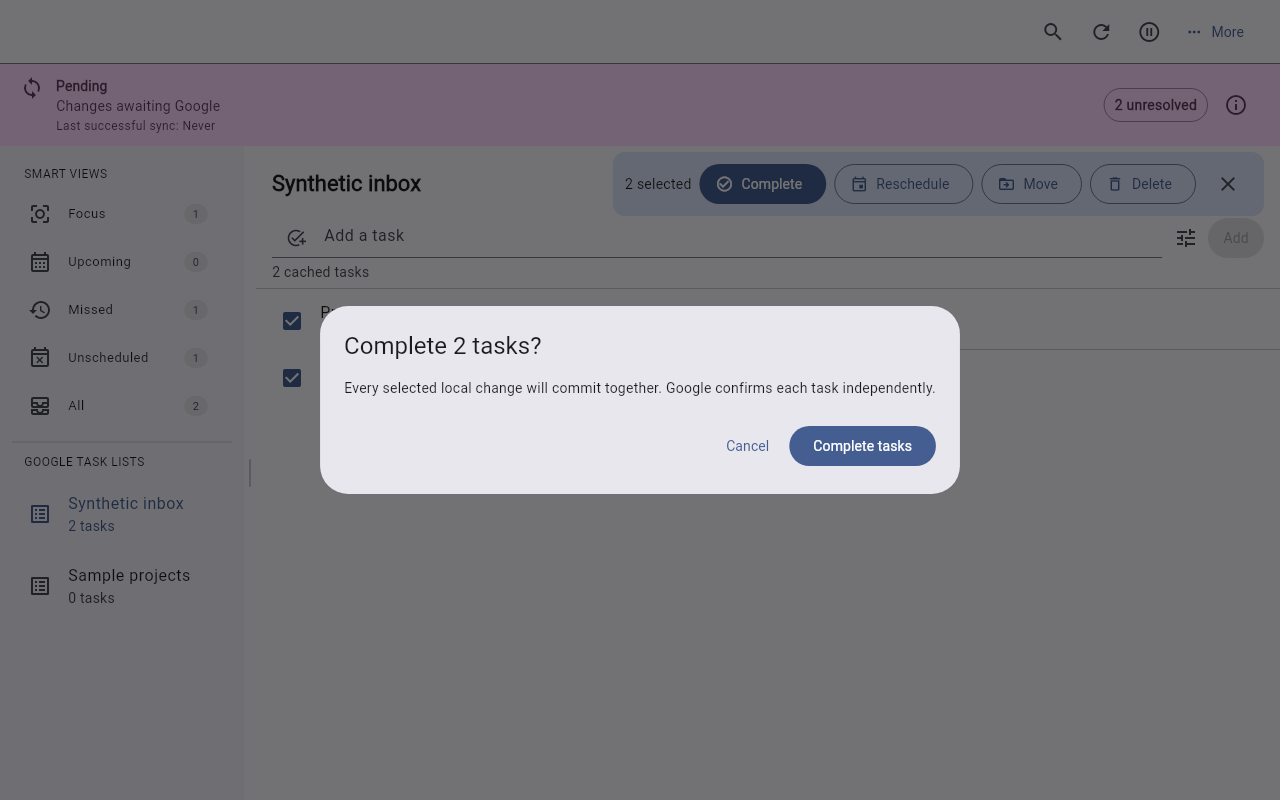 More
Pending
Changes awaiting Google
Last successful sync: Never
2 unresolved
SMART VIEWS
Focus 1
Upcoming 0
Missed 1
Unscheduled 1
All 2
GOOGLE TASK LISTS
Synthetic inbox
2 tasks
Sample projects
0 tasks
Synthetic inbox
2 selected Complete Reschedule Move Delete
Add a task Add
2 cached tasks
Complete 2 tasks?
Every selected local change will commit together. Google confirms each task independently.
Cancel Complete tasks